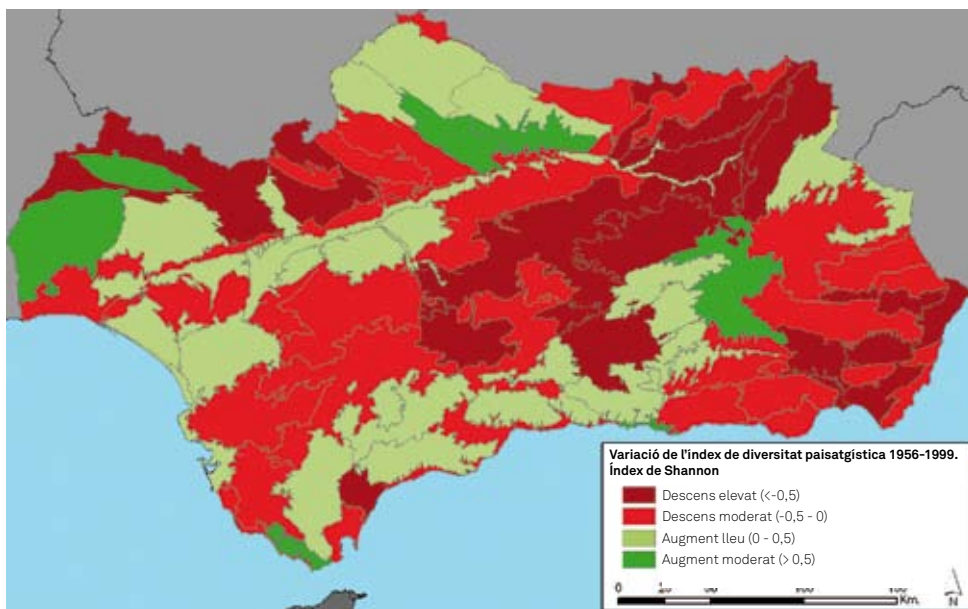 Variació de l'índex de diversitat paisatgística 1956-1999.
Índex de Shannon
Descens elevat (<-0,5)
Descens moderat (-0,5 - 0)
Augment lleu (0 - 0,5)
Augment moderat (> 0,5)
0
Km.
N